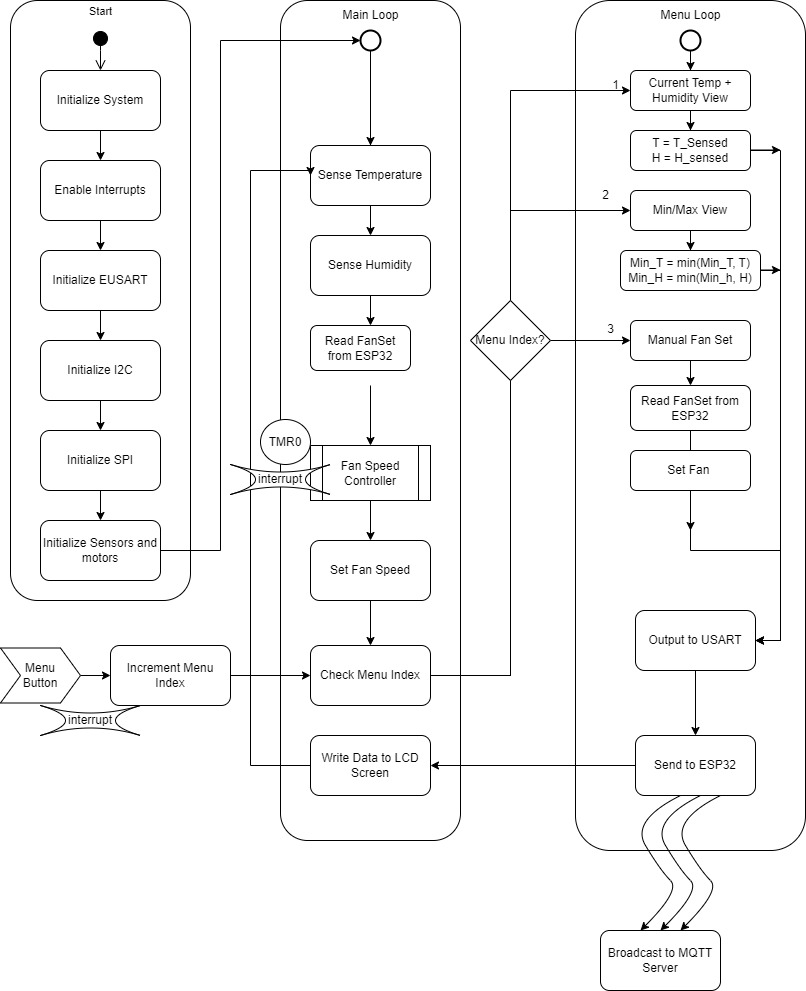 Start
Initialize System
Enable Interrupts
Initialize EUSART
Initialize I2C
Initialize SPI
Initialize Sensors and
motors
Main Loop
Sense Temperature
Sense Humidity
Read FanSet
from ESP32
TMR0
interrupt
Fan Speed
Controller
Set Fan Speed
Menu
Button
interrupt
Increment Menu
Index
Check Menu Index
Write Data to LCD
Screen
Menu Index?
1
2
3
Menu Loop
Current Temp +
Humidity View
T = T_Sensed
H = H_sensed
Min/Max View
Min_T = min(Min_T, T)
Min_H = min(Min_h, H)
Manual Fan Set
Read FanSet from
ESP32
Set Fan
Output to USART
Send to ESP32
Broadcast to MQTT
Server